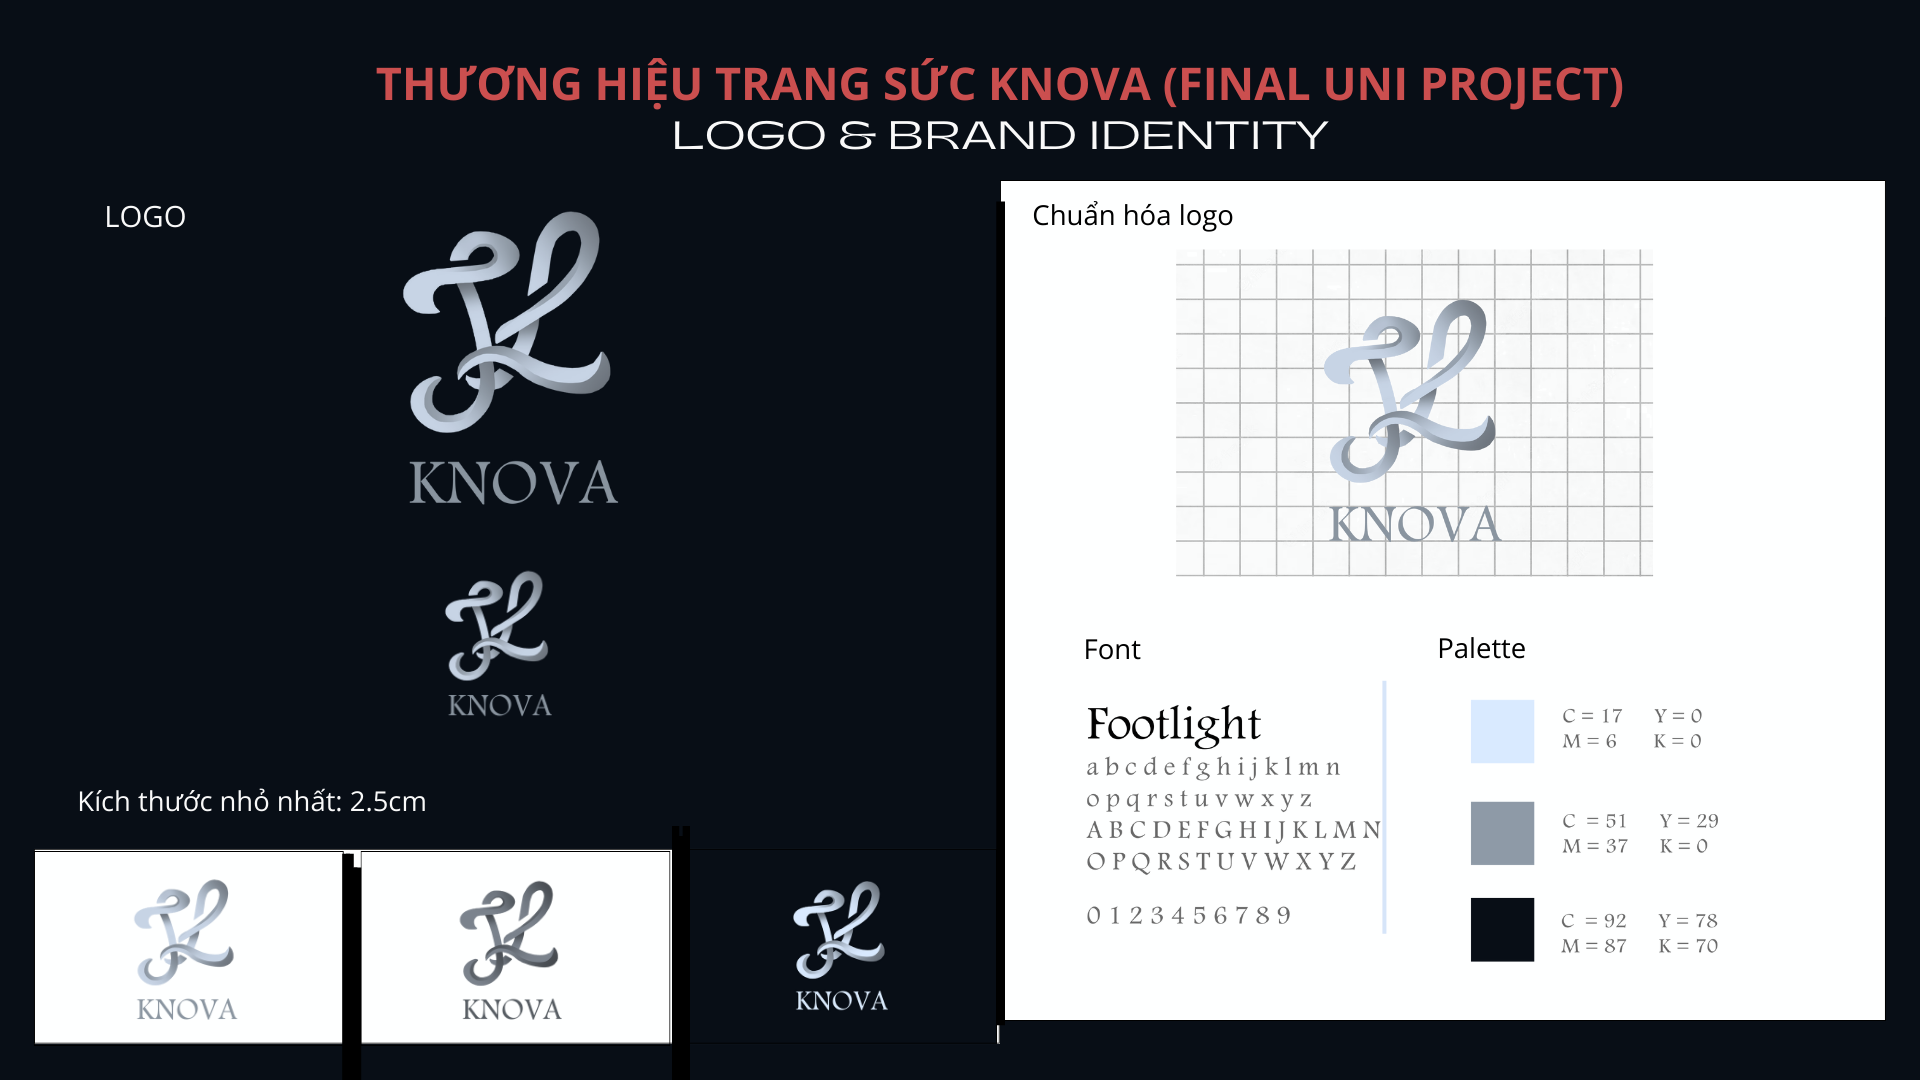 THƯƠNG HIỆU TRANG SỨC KNOVA (FINAL UNI PROJECT)
LOGO & BRAND IDENTITY
LOGO
KNOVA
KNOVA
Kích thước nhỏ nhất: 2.5cm
KNOVA
KNOVA
KNOVA
Chuẩn hóa logo
KNOVA
Font
Footlight
a b c d e f g h i j k l m n
o p q r s t u v w x y z
A B C D E F G H I J K L M N
O P Q R S T U V W X Y Z
0 1 2 3 4 5 6 7 8 9
Palette
C = 17 Y = 0
M = 6 K = 0
C = 51 Y = 29
M = 37 K = 0
C = 92 Y = 78
M = 87 K = 70